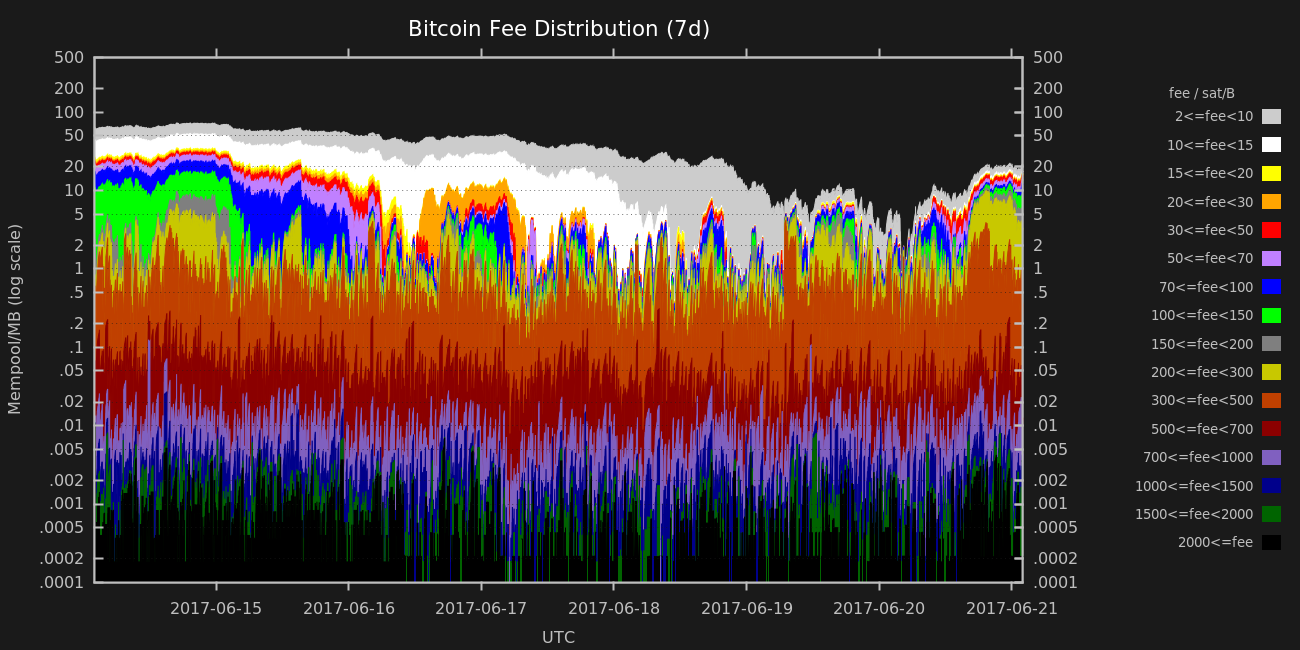 Bitcoin Fee Distribution (7d)
500 500
200 200
100 100
50 50
20 20
10 10
5 5
2 2
1 1
.5 .5
.2 .2
.1 .1
.05 .05
.02 .02
.01 .01
.005 .005
.002 .002
.001 .001
.0005 .0005
.0002 .0002
.0001 .0001
Mempool/MB (log scale)
2017-06-15 2017-06-16 2017-06-17 2017-06-18 2017-06-19 2017-06-20 2017-06-21
UTC
fee / sat/B
2<=fee<10
10<=fee<15
15<=fee<20
20<=fee<30
30<=fee<50
50<=fee<70
70<=fee<100
100<=fee<150
150<=fee<200
200<=fee<300
300<=fee<500
500<=fee<700
700<=fee<1000
1000<=fee<1500
1500<=fee<2000
2000<=fee